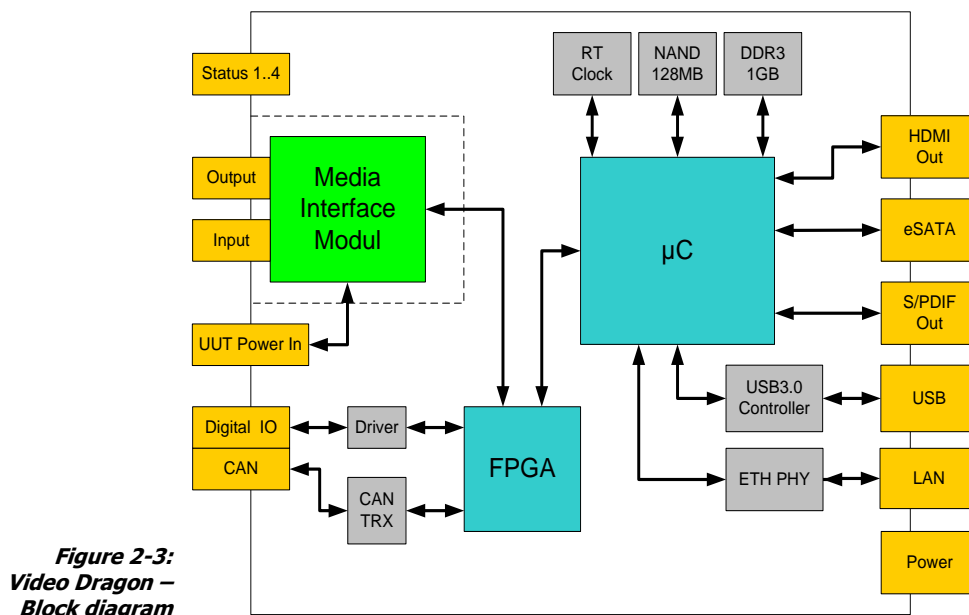 Status 1..4
RT
Clock
NAND
128MB
DDR3
1GB
HDMI
Out
Output
Media
Interface
Modul
Input
µC
eSATA
S/PDIF
Out
UUT Power In
USB3.0
Controller
USB
Digital IO
Driver
CAN
FPGA
ETH PHY
LAN
CAN
TRX
Power
Figure 2-3:
Video Dragon –
Block diagram